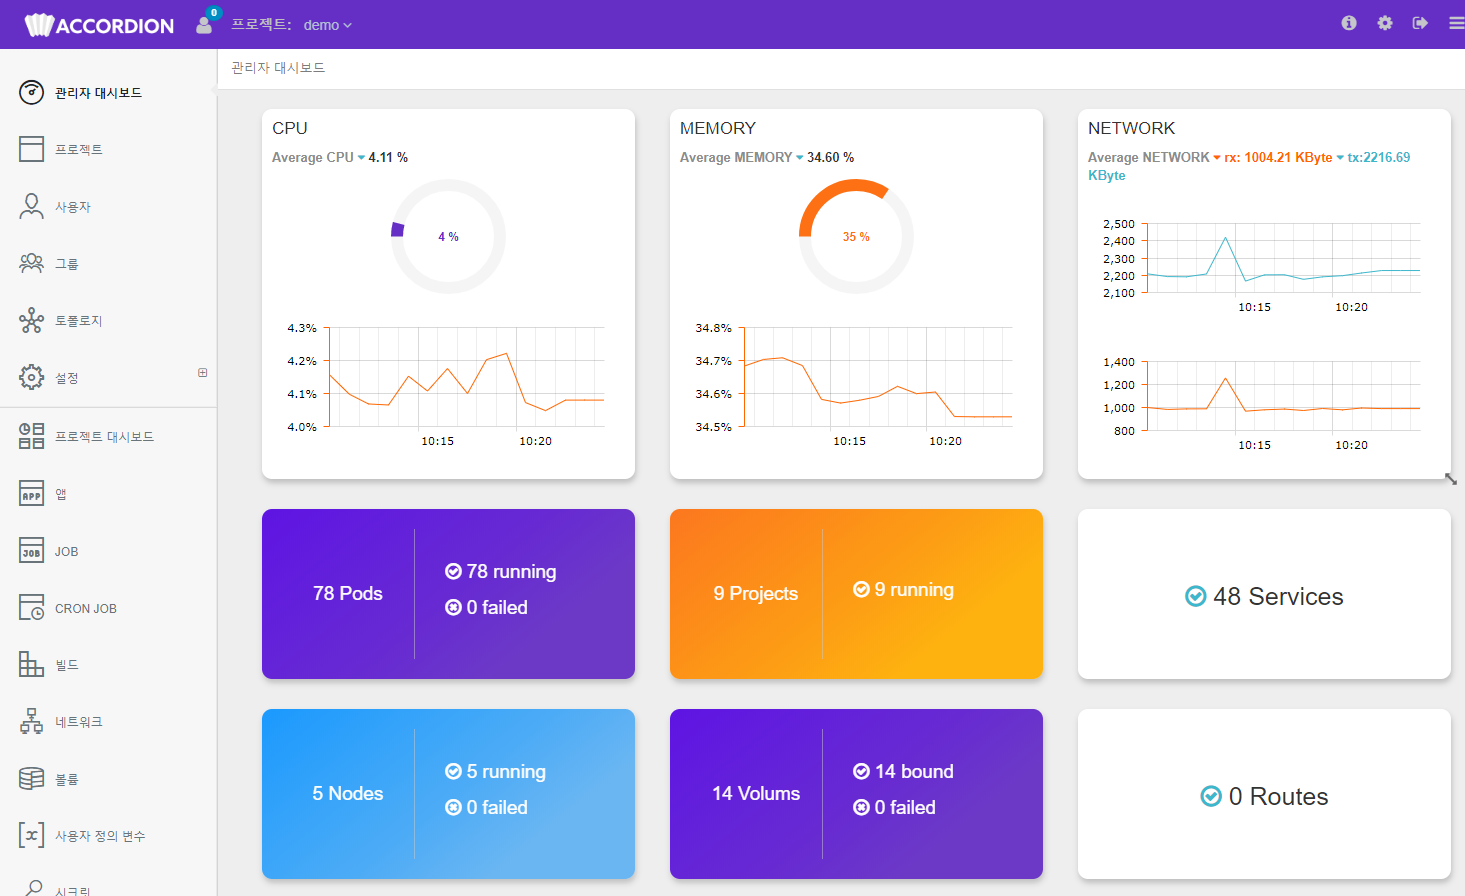 ACCORDION
0
프로젝트:
demo
관리자 대시보드
관리자 대시보드
프로젝트
사용자
그룹
토폴로지
설정
프로젝트 대시보드
앱
JOB
CRON JOB
빌드
네트워크
볼륨
사용자 정의 변수
시크릿
CPU
Average CPU 4.11 %
4 %
4.3%
4.2%
4.1%
4.0%
10:15
10:20
MEMORY
Average MEMORY 34.60 %
35 %
34.8%
34.7%
34.6%
34.5%
10:15
10:20
NETWORK
Average NETWORK rx: 1004.21 KByte tx:2216.69
KByte
2,500
2,400
2,300
2,200
2,100
10:15
10:20
1,400
1,200
1,000
800
10:15
10:20
78 Pods
78 running
0 failed
9 Projects
9 running
48 Services
5 Nodes
5 running
0 failed
14 Volums
14 bound
0 failed
0 Routes
APP
JOB
[x]